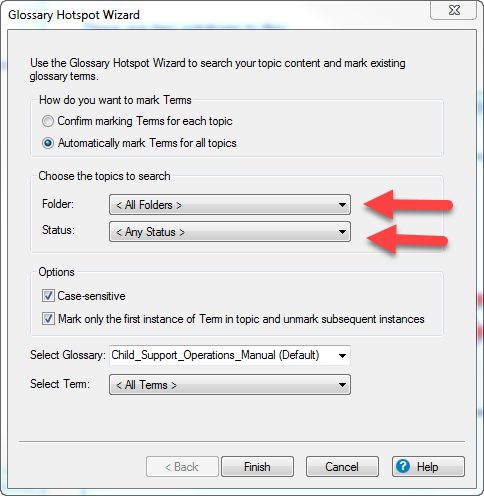 Glossary Hotspot Wizard
Use the Glossary Hotspot Wizard to search your topic content and mark existing
glossary terms.
How do you want to mark Terms
Confirm marking Terms for each topic
Automatically mark Terms for all topics
Choose the topics to search
Folder: < All Folders >
Status: < Any Status >
Options
Case-sensitive
Mark only the first instance of Term in topic and unmark subsequent instances
Select Glossary: Child_Support_Operations_Manual (Default)
Select Term: < All Terms >
< Back Finish Cancel ? Help